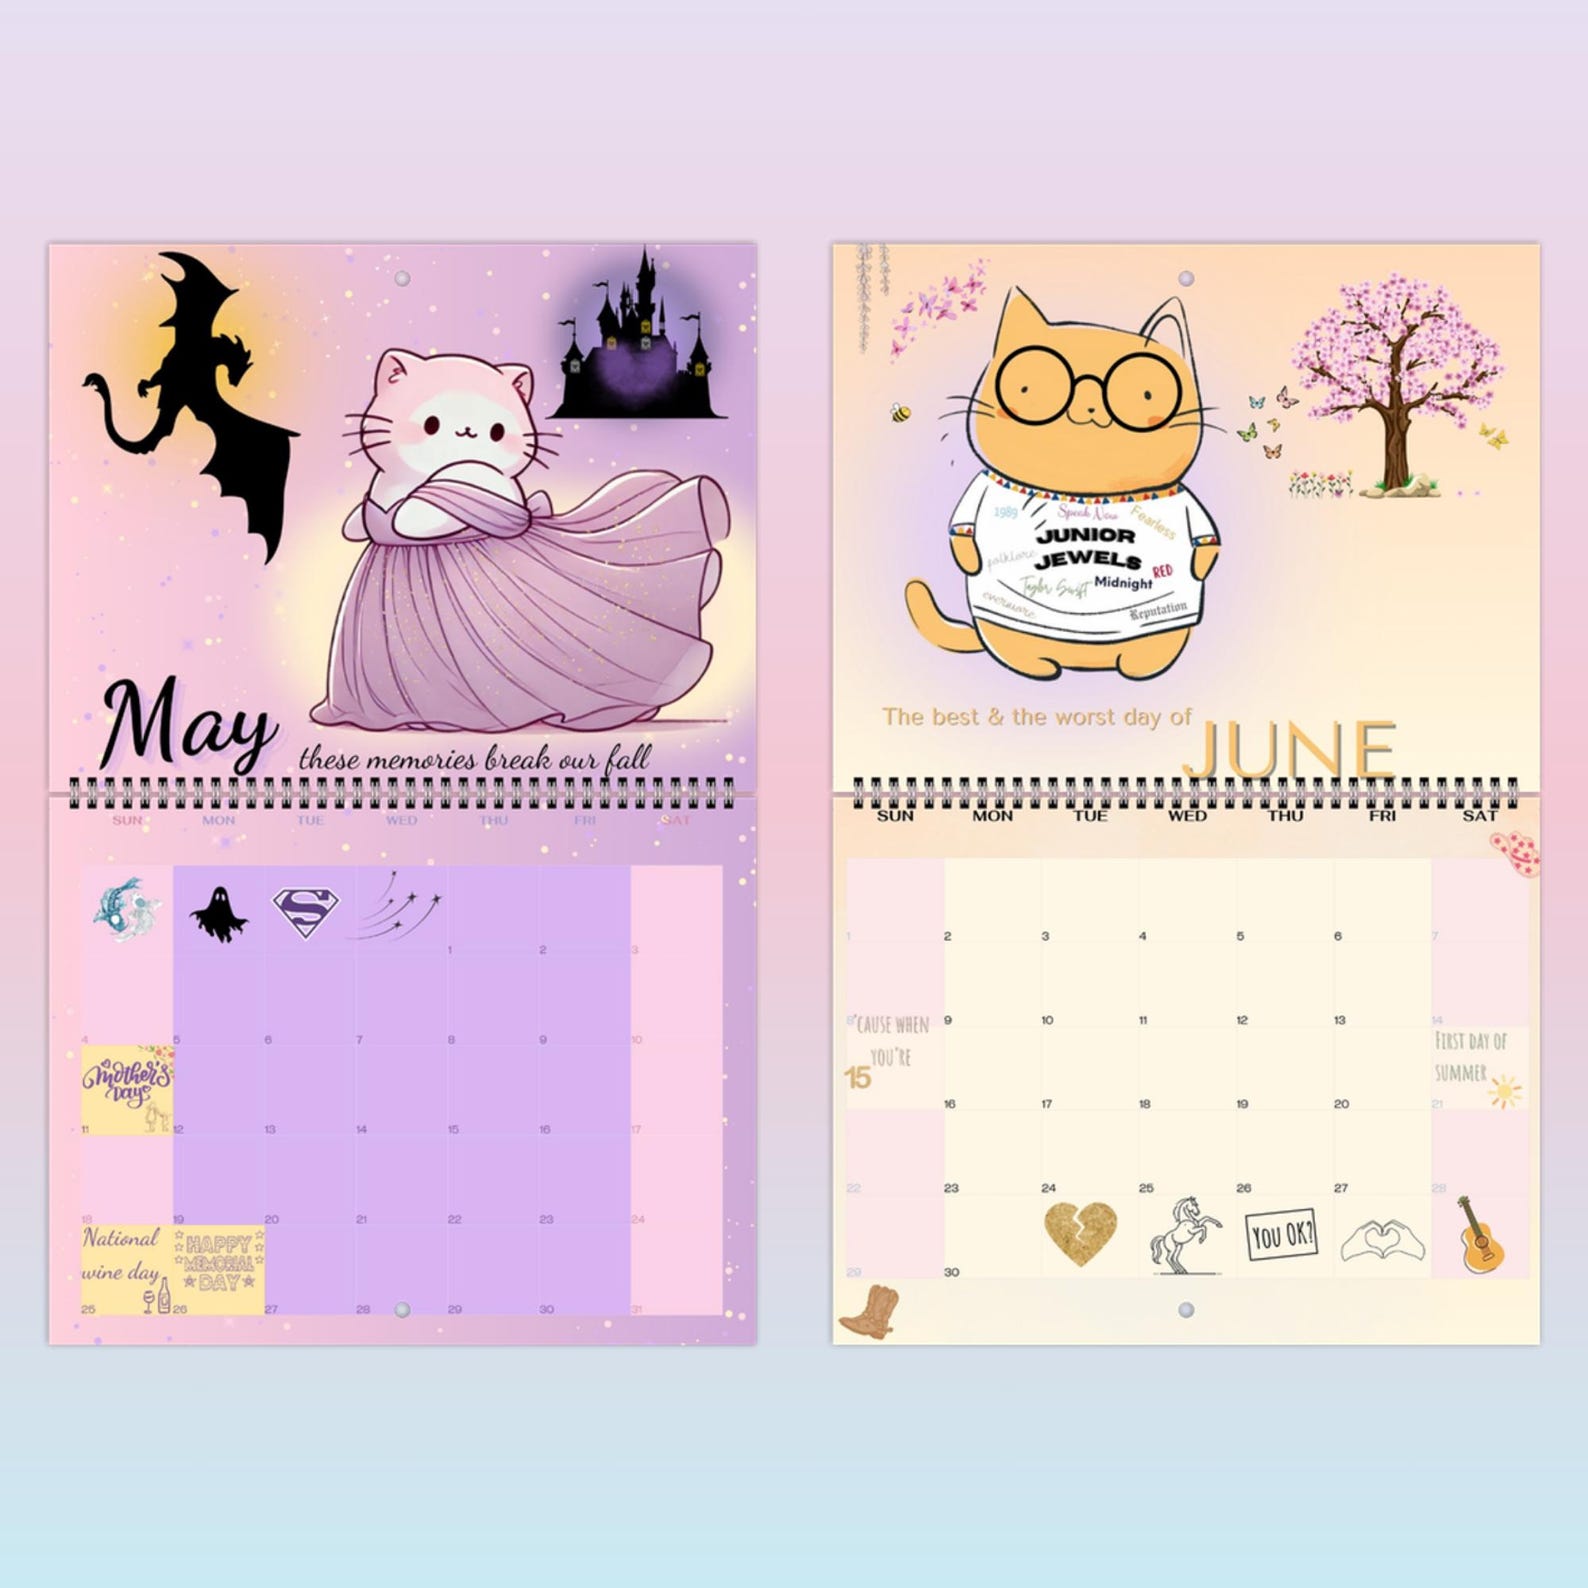 May
these memories break our fall
SUN MON TUE WED THU FRI SAT
S
1 2 3
4 5 6 7 8 9 10
Mother's
Day
11 12 13 14 15 16 17
18 19 20 21 22 23 24
National
wine day
HAPPY
MEMORIAL
DAY
25 26 27 28 29 30 31
1989 Speak Now Fearless
JUNIOR
JEWELS
folklore RED
Taylor Swift Midnight
evermore Reputation
The best & the worst day of
JUNE
SUN MON TUE WED THU FRI SAT
1 2 3 4 5 6 7
8 9 10 11 12 13 14
'CAUSE WHEN
YOU'RE
FIRST DAY OF
SUMMER
15 16 17 18 19 20 21
22 23 24 25 26 27 28
YOU OK?
29 30